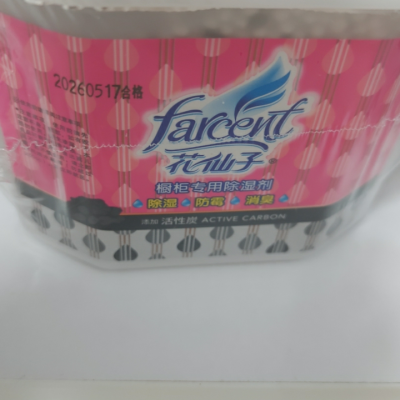 20260517合格
farcent
花仙子®
橱柜专用除湿剂
除湿 防霉 消臭
添加 活性炭 ACTIVE CARBON